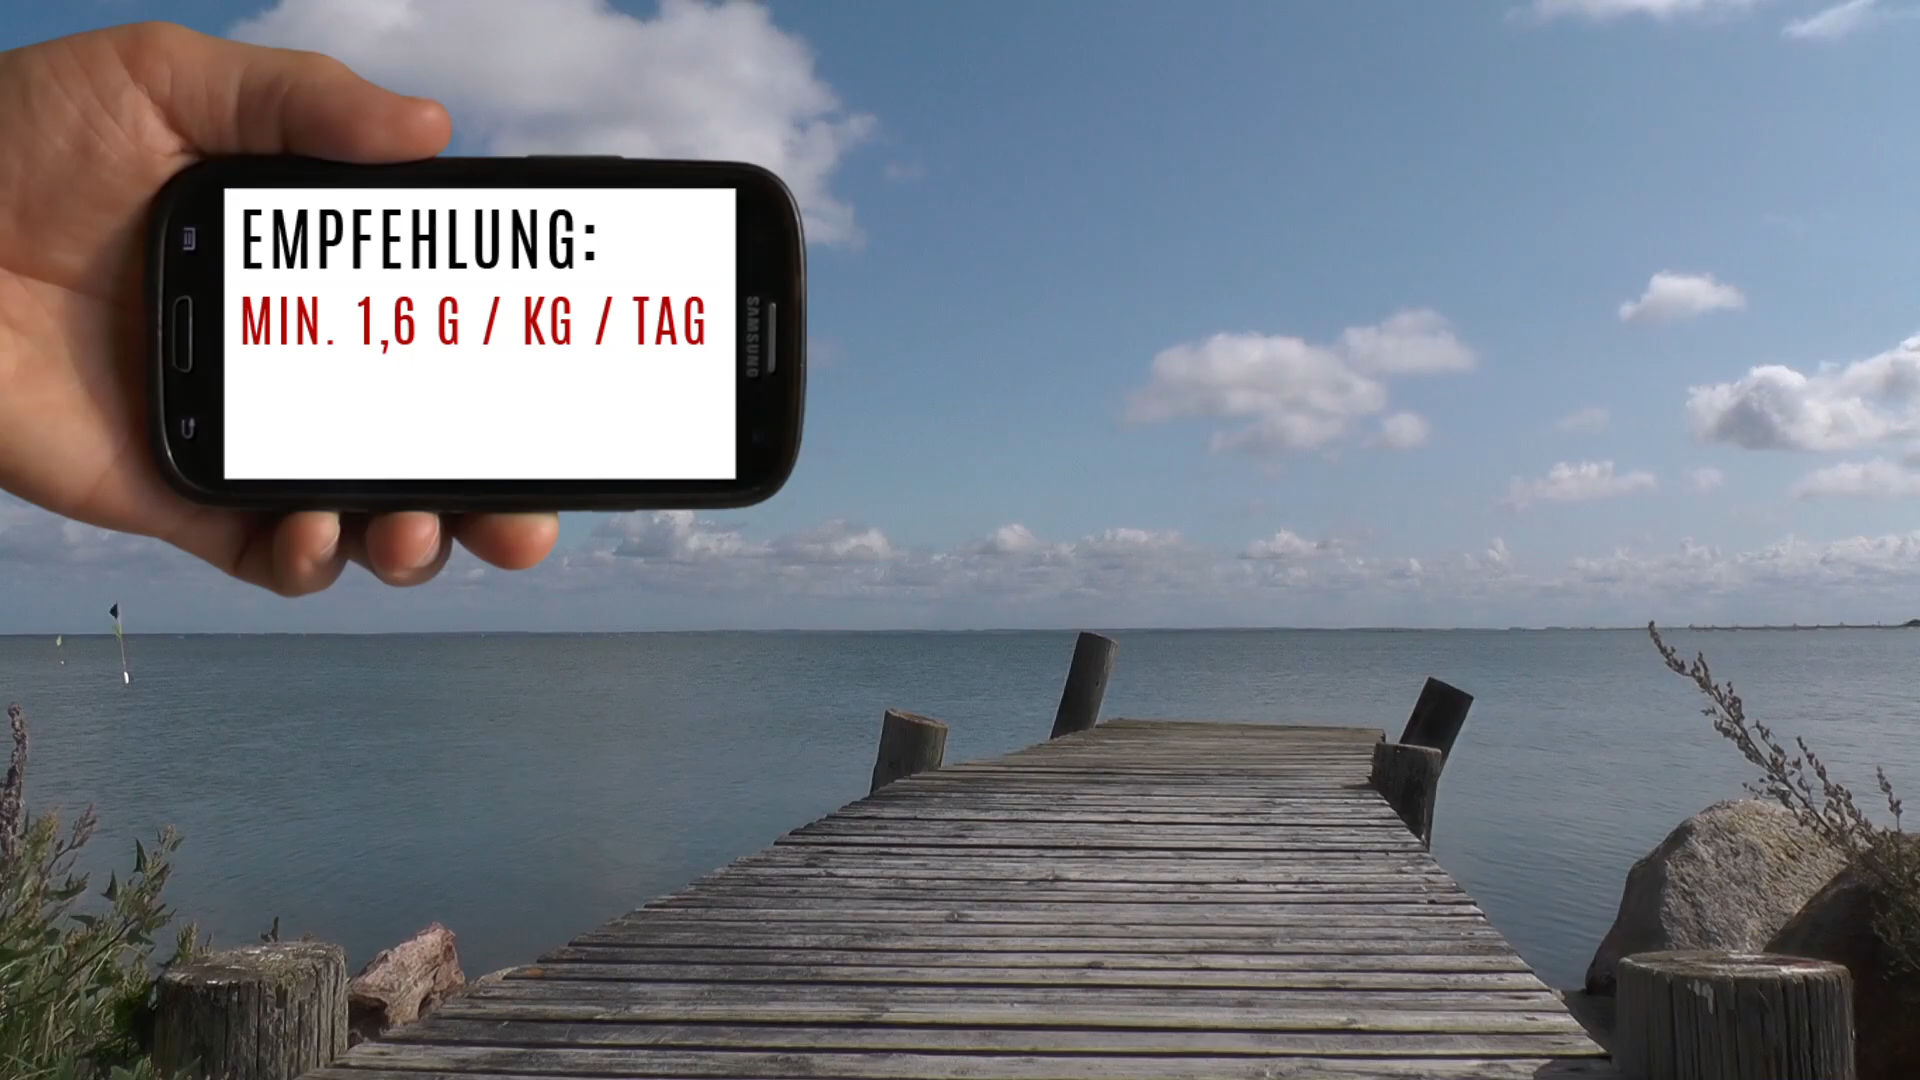 EMPFEHLUNG:
MIN. 1,6 G / KG / TAG
SAMSUNG